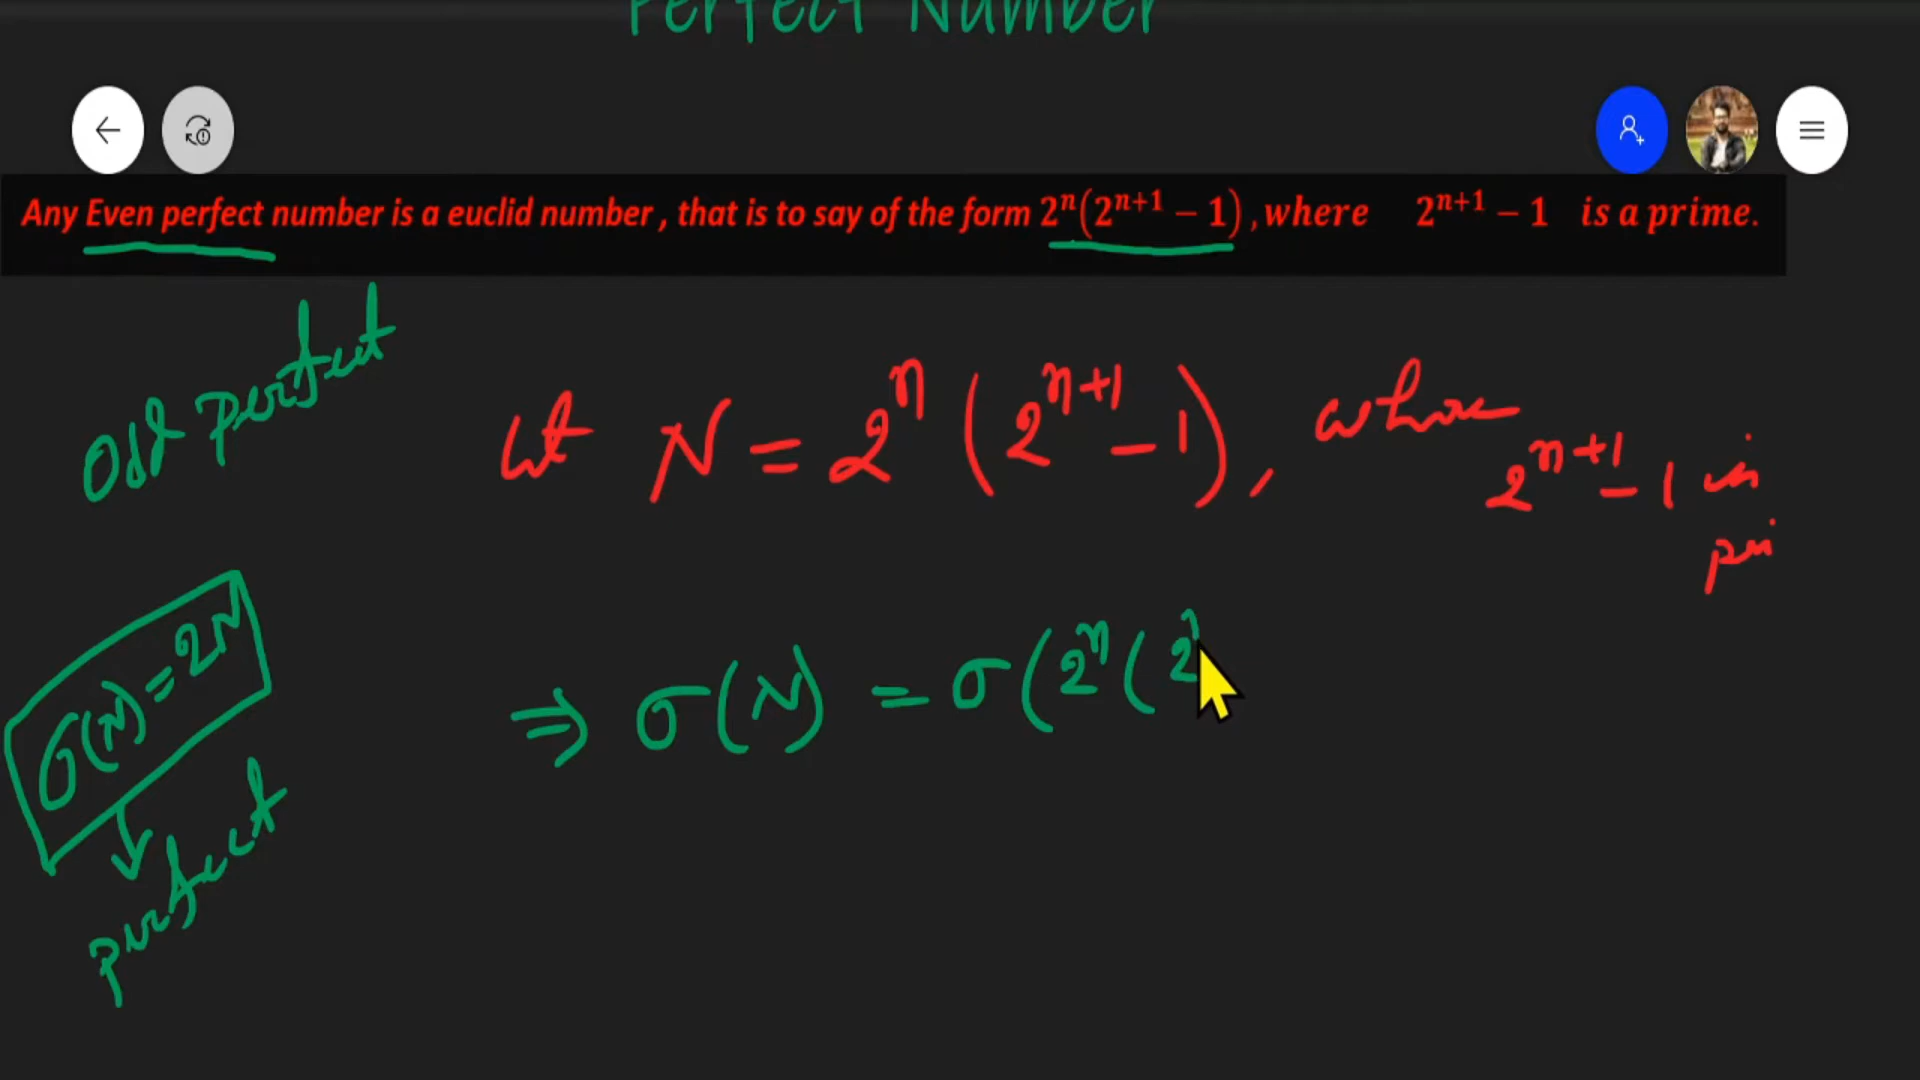 Perfect Number
Any Even perfect number is a euclid number , that is to say of the form 2ⁿ(2ⁿ⁺¹ − 1) , where 2ⁿ⁺¹ − 1 is a prime.
Odd perfect
let N = 2ⁿ (2ⁿ⁺¹ − 1), where
2ⁿ⁺¹ − 1 is
pri
σ(N) = 2N
⇒ σ(N) = σ(2ⁿ(2
perfect